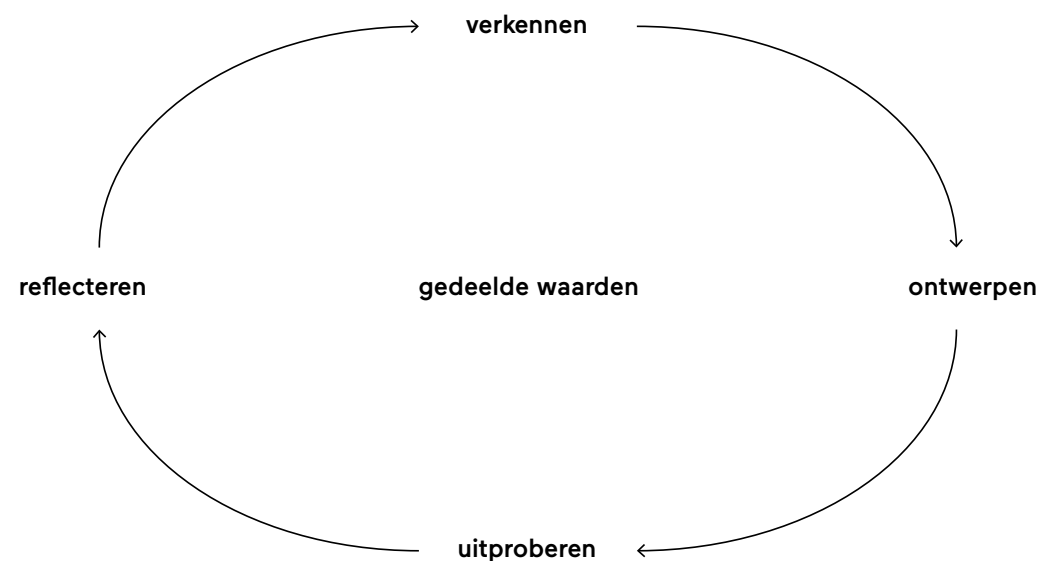 verkennen
reflecteren
gedeelde waarden
ontwerpen
uitproberen